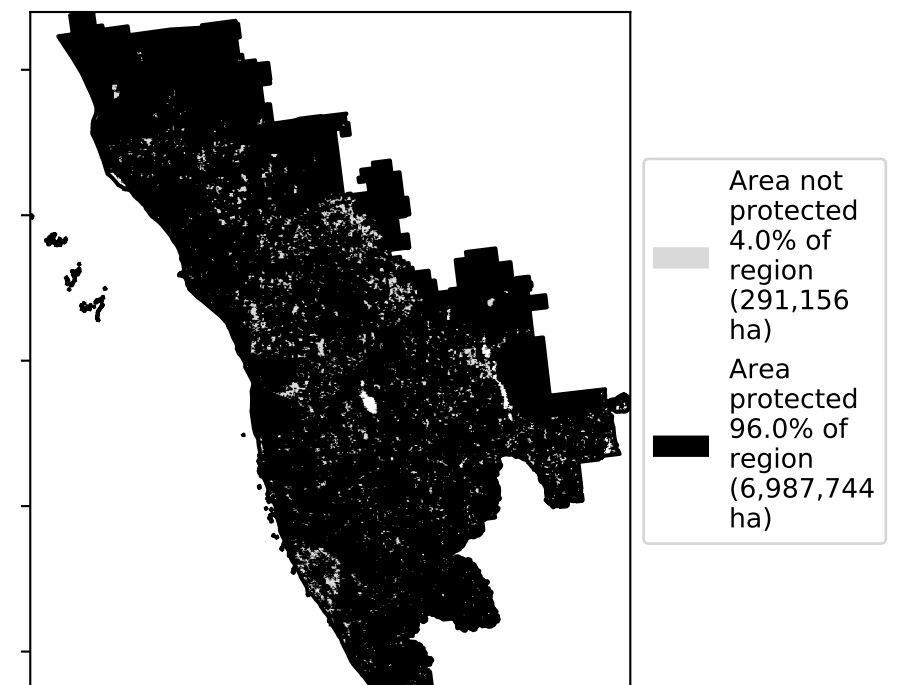 Area not
protected
4.0% of
region
(291,156
ha)
Area
protected
96.0% of
region
(6,987,744
ha)